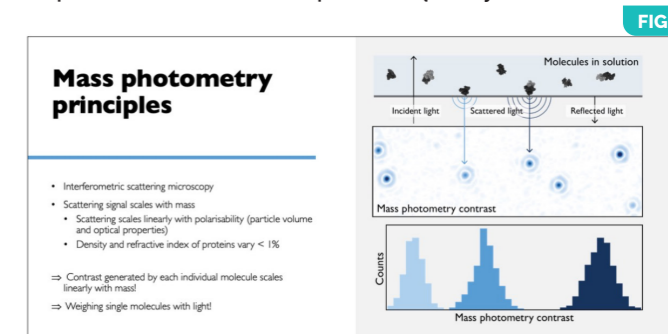 FIG
Mass photometry
principles
• Interferometric scattering microscopy
• Scattering signal scales with mass
• Scattering scales linearly with polarisability (particle volume
and optical properties)
• Density and refractive index of proteins vary < 1%
⇒ Contrast generated by each individual molecule scales
linearly with mass!
⇒ Weighing single molecules with light!
Molecules in solution
Incident light
Scattered light
Reflected light
Mass photometry contrast
Counts
Mass photometry contrast